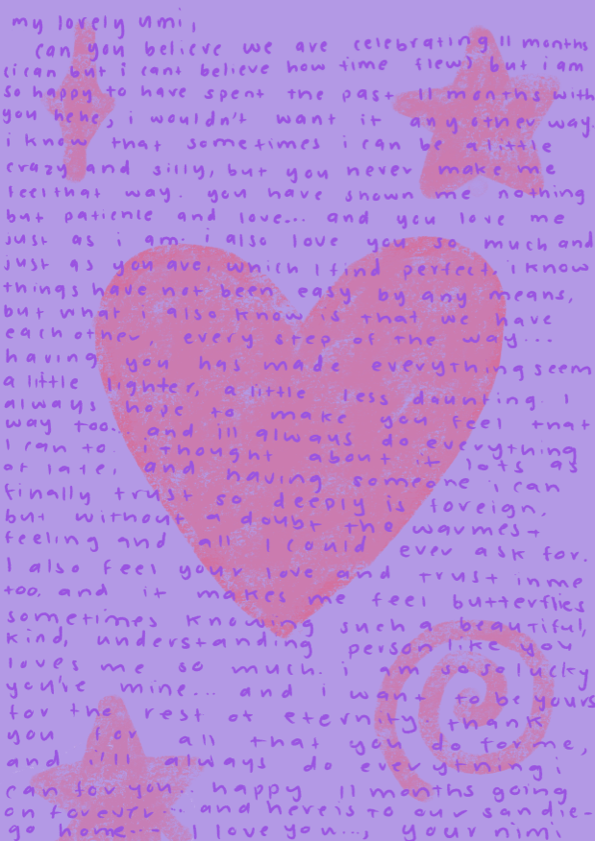 my lovely umi,
can you believe we are celebrating 11 months
(i can but i cant believe how time flew) but i am
so happy to have spent the past 11 months with
you hehe, i wouldn't want it any other way.
i know that sometimes i can be a little
crazy and silly, but you never make me
feel that way. you have shown me nothing
but patience and love... and you love me
just as i am. i also love you so much and
just as you are, which I find perfect. i know
things have not been easy by any means,
but what i also know is that we have
each other, every step of the way...
having you has made everything seem
a little lighter, a little less daunting. I
always hope to make you feel that
way too... and ill always do everything
I can to. i thought about it lots as
of late, and having someone i can
finally trust so deeply is foreign.
but without a doubt the warmest
feeling and all I could ever ask for.
I also feel your love and trust in me
too. and it makes me feel butterflies
sometimes knowing such a beautiful,
kind, understanding person like you
loves me so much. i am so so lucky
you're mine... and i want to be yours
for the rest of eternity. thank
you for all that you do for me,
and i'll always do everything i
can for you.. happy 11 months going
on forever... and here is to our sandie-
go home... I love you..., your nimi